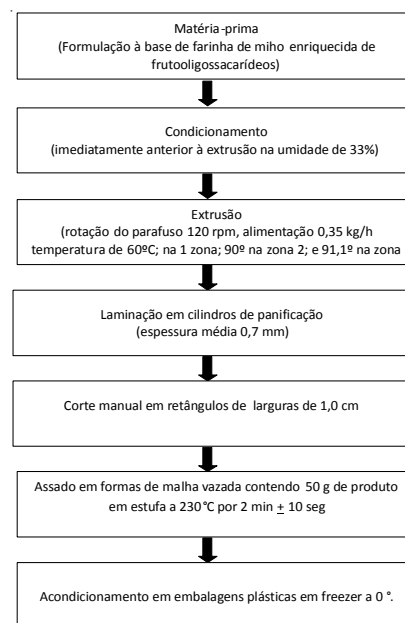 Matéria-prima
(Formulação à base de farinha de miho enriquecida de
frutooligossacarídeos)
Condicionamento
(imediatamente anterior à extrusão na umidade de 33%)
Extrusão
(rotação do parafuso 120 rpm, alimentação 0,35 kg/h
temperatura de 60ºC; na 1 zona; 90º na zona 2; e 91,1º na zona
Laminação em cilindros de panificação
(espessura média 0,7 mm)
Corte manual em retângulos de larguras de 1,0 cm
Assado em formas de malha vazada contendo 50 g de produto
em estufa a 230°C por 2 min + 10 seg
Acondicionamento em embalagens plásticas em freezer a 0 °.